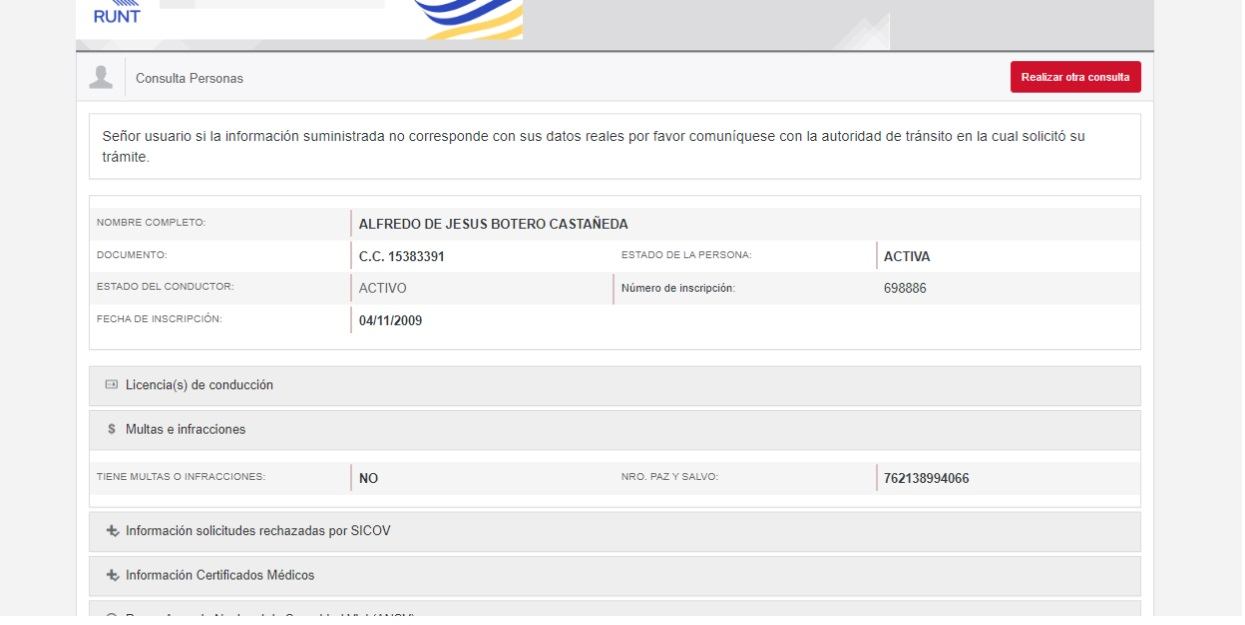 RUNT
Consulta Personas
Realizar otra consulta
Señor usuario si la información suministrada no corresponde con sus datos reales por favor comuníquese con la autoridad de tránsito en la cual solicitó su
trámite.
NOMBRE COMPLETO: ALFREDO DE JESUS BOTERO CASTAÑEDA
DOCUMENTO: C.C. 15383391 ESTADO DE LA PERSONA: ACTIVA
ESTADO DEL CONDUCTOR: ACTIVO Número de inscripción: 698886
FECHA DE INSCRIPCIÓN: 04/11/2009
Licencia(s) de conducción
$ Multas e infracciones
TIENE MULTAS O INFRACCIONES: NO NRO. PAZ Y SALVO: 762138994066
Información solicitudes rechazadas por SICOV
Información Certificados Médicos